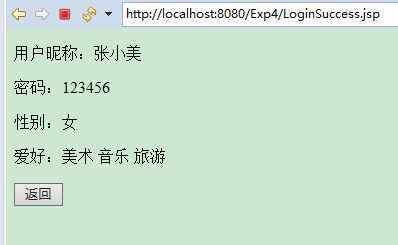 http://localhost:8080/Exp4/LoginSuccess.jsp
用户昵称：张小美
密码：123456
性别：女
爱好：美术 音乐 旅游
返回